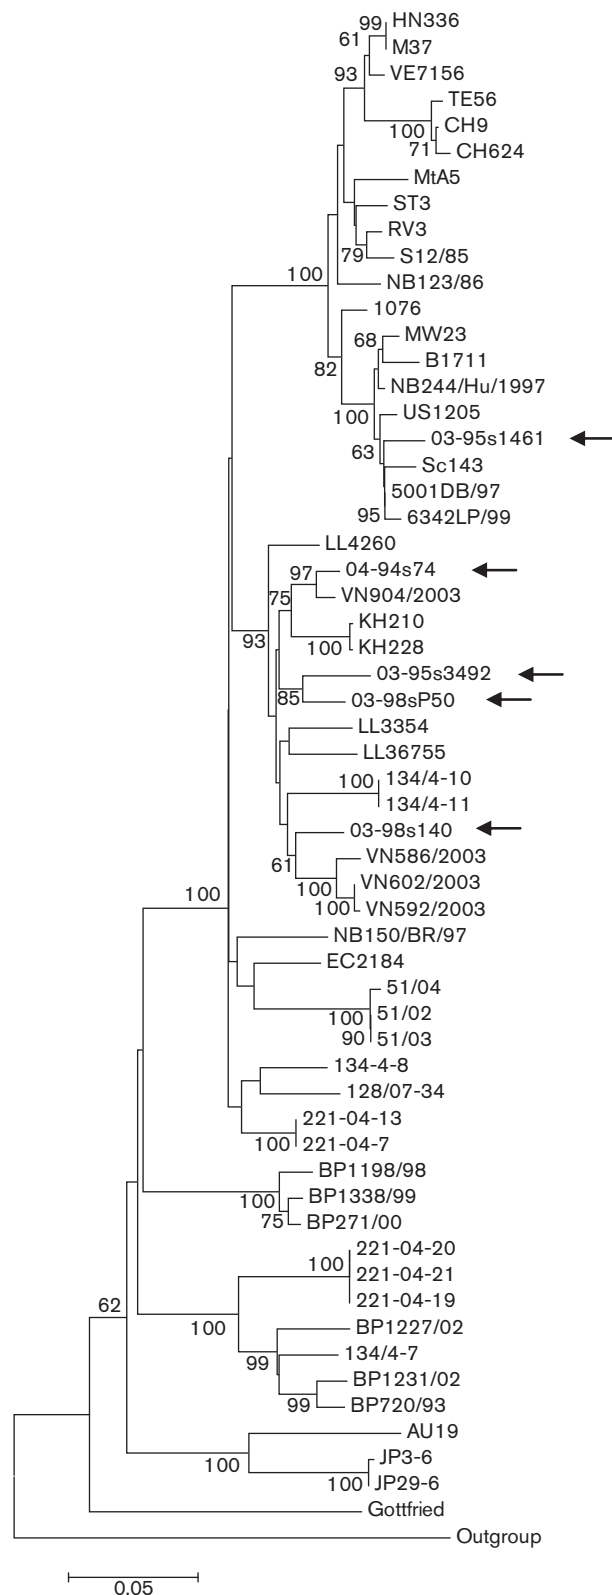 99 HN336
61 M37
93 VE7156
TE56
100 CH9
71 CH624
MtA5
ST3
RV3
79 S12/85
100 NB123/86
1076
68 MW23
82 B1711
NB244/Hu/1997
100 US1205
63 03-95s1461
Sc143
5001DB/97
95 6342LP/99
LL4260
97 04-94s74
75 VN904/2003
KH210
93 100 KH228
03-95s3492
85 03-98sP50
LL3354
LL36755
100 134/4-10
134/4-11
03-98s140
61 VN586/2003
100 100 VN602/2003
100 VN592/2003
NB150/BR/97
EC2184
51/04
100 51/02
90 51/03
134-4-8
128/07-34
221-04-13
100 221-04-7
BP1198/98
100 BP1338/99
75 BP271/00
221-04-20
100 221-04-21
221-04-19
62 100 BP1227/02
99 134/4-7
BP1231/02
99 BP720/93
AU19
100 JP3-6
100 JP29-6
Gottfried
Outgroup
0.05